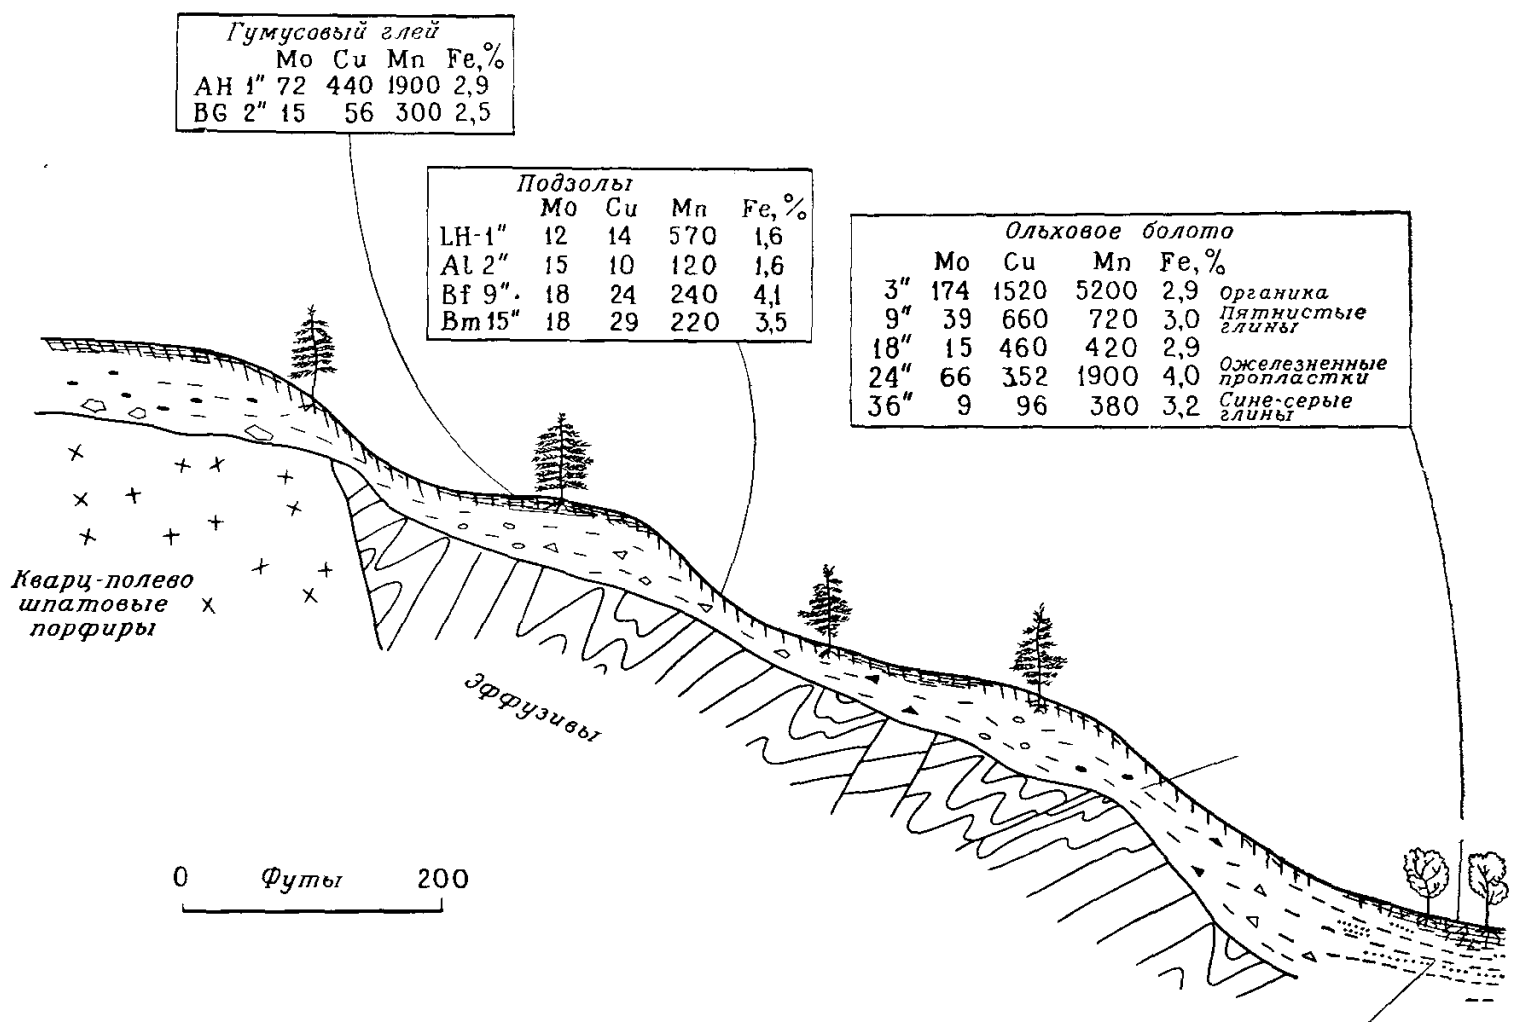 Гумусовый глей
Mo Cu Mn Fe,%
AH 1" 72 440 1900 2,9
BG 2" 15 56 300 2,5
Подзолы
Mo Cu Mn Fe,%
LH-1" 12 14 570 1,6
Al 2" 15 10 120 1,6
Bf 9" 18 24 240 4,1
Bm 15" 18 29 220 3,5
Ольховое болото
Mo Cu Mn Fe,%
3" 174 1520 5200 2,9 Органика
9" 39 660 720 3,0 Пятнистые
глины
18" 15 460 420 2,9
24" 66 352 1900 4,0 Ожелезненные
пропластки
36" 9 96 380 3,2 Сине-серые
глины
Кварц-полево
шпатовые
порфиры
Эффузивы
0 Футы 200